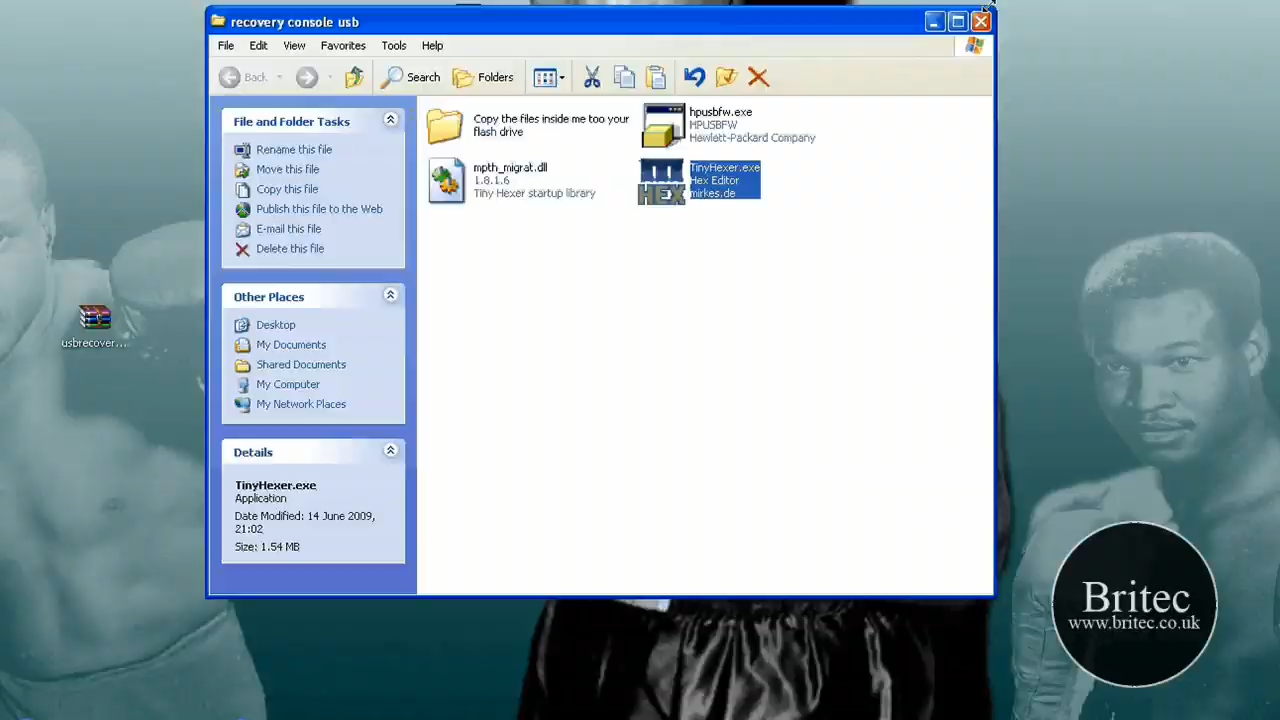 recovery console usb
File Edit View Favorites Tools Help
Back Search Folders
File and Folder Tasks
Rename this file
Move this file
Copy this file
Publish this file to the Web
E-mail this file
Delete this file
Other Places
Desktop
My Documents
Shared Documents
My Computer
My Network Places
Details
TinyHexer.exe
Application
Date Modified: 14 June 2009,
21:02
Size: 1.54 MB
Copy the files inside me too your
flash drive
hpusbfw.exe
HPUSBFW
Hewlett-Packard Company
mpth_migrat.dll
1.8.1.6
Tiny Hexer startup library
HEX
TinyHexer.exe
Hex Editor
mirkes.de
usbrecover...
Britec
www.britec.co.uk